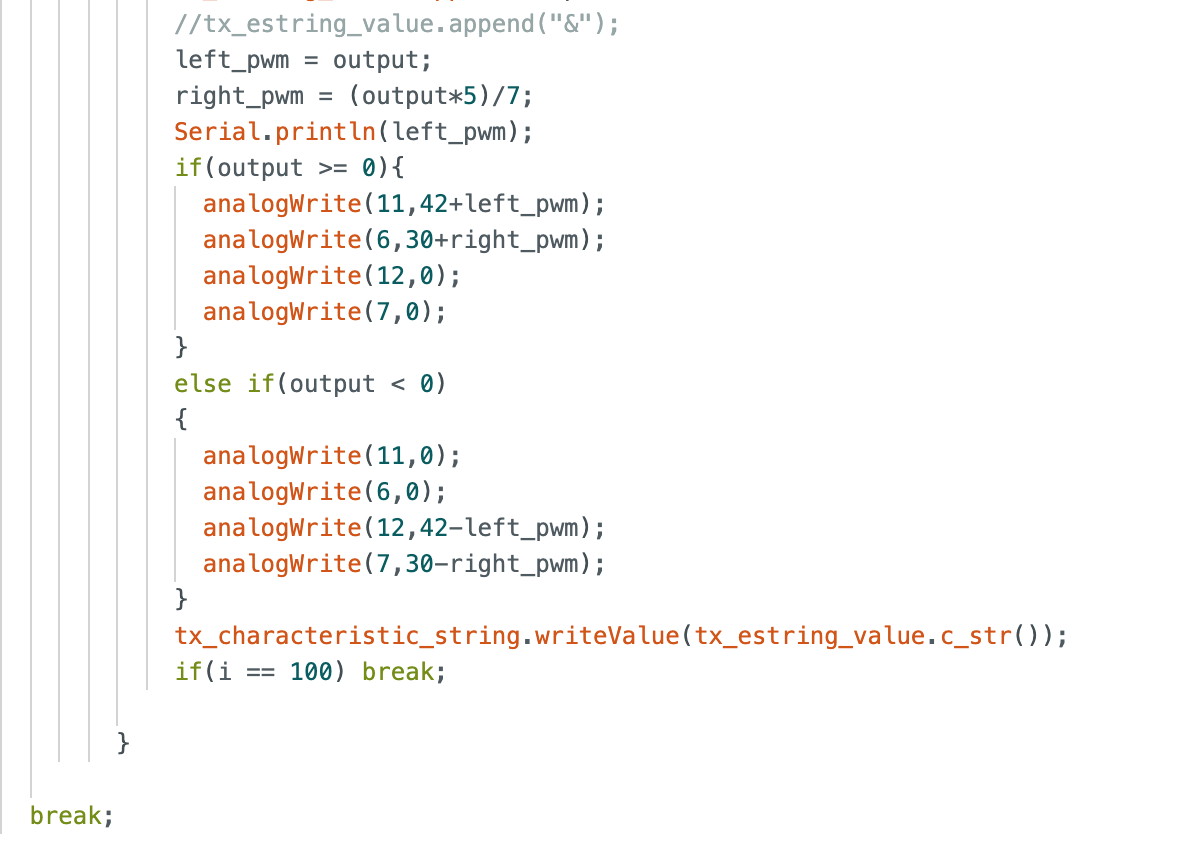 //tx_estring_value.append("&");
left_pwm = output;
right_pwm = (output*5)/7;
Serial.println(left_pwm);
if(output >= 0){
analogWrite(11,42+left_pwm);
analogWrite(6,30+right_pwm);
analogWrite(12,0);
analogWrite(7,0);
}
else if(output < 0)
{
analogWrite(11,0);
analogWrite(6,0);
analogWrite(12,42-left_pwm);
analogWrite(7,30-right_pwm);
}
tx_characteristic_string.writeValue(tx_estring_value.c_str());
if(i == 100) break;
}
break;